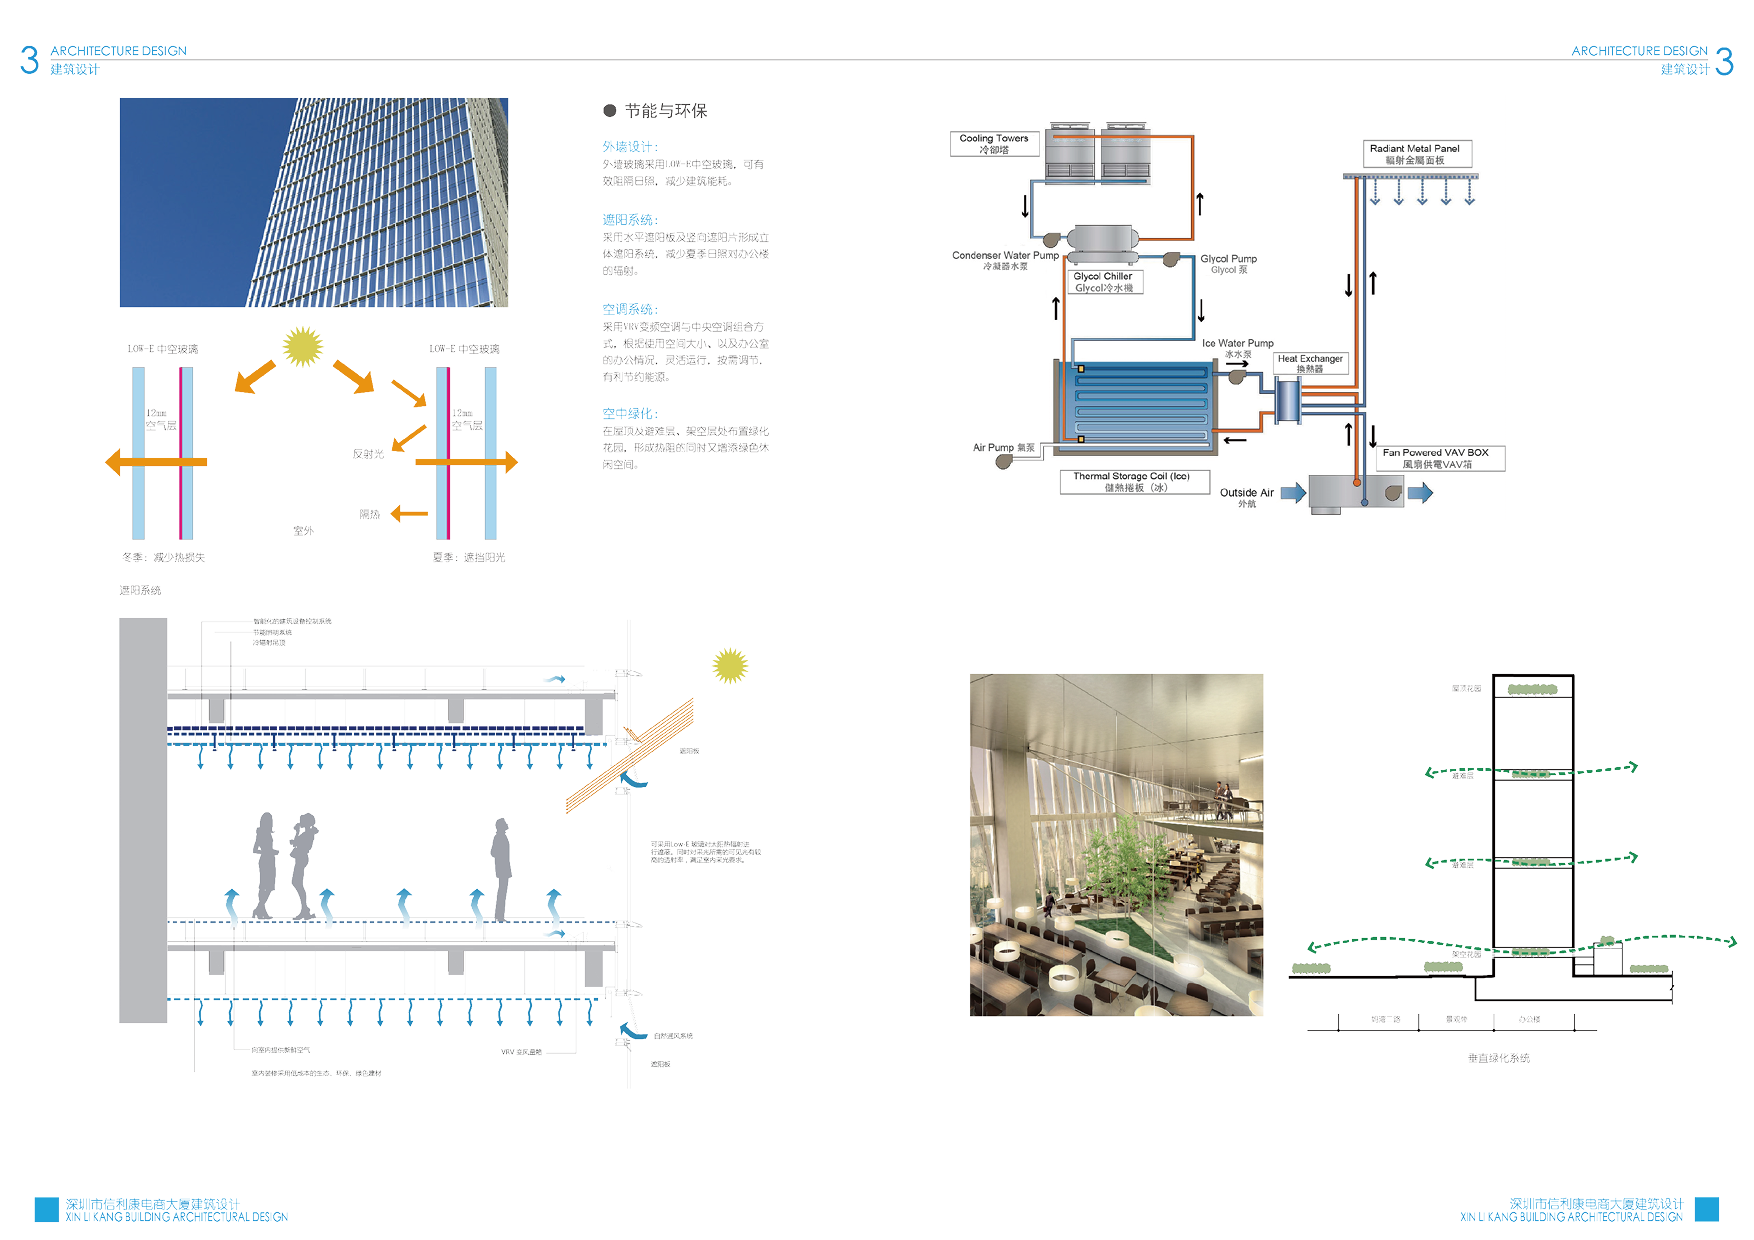 3
ARCHITECTURE DESIGN
建筑设计
ARCHITECTURE DESIGN
建筑设计
3
节能与环保
外墙设计：
外墙玻璃采用LOW-E中空玻璃，可有
效阻隔日照，减少建筑能耗。
遮阳系统：
采用水平遮阳板及竖向遮阳片形成立
体遮阳系统，减少夏季日照对办公楼
的辐射。
空调系统：
采用VRV变频空调与中央空调组合方
式，根据使用空间大小、以及办公室
的办公情况，灵活运行，按需调节，
有利节约能源。
空中绿化：
在屋顶及避难层、架空层处布置绿化
花园，形成热阻的同时又增添绿色休
闲空间。
LOW-E 中空玻璃
LOW-E 中空玻璃
12mm
空气层
12mm
空气层
反射光
隔热
室外
冬季：减少热损失
夏季：遮挡阳光
遮阳系统
智能化的建筑设备控制系统
节能照明系统
冷辐射吊顶
遮阳板
可采用Low-E 玻璃对太阳热辐射进
行遮蔽，同时对采光所需的可见光有较
高的透射率，满足室内采光要求。
自然通风系统
向室内提供新鲜空气
VRV 变风量箱
遮阳板
室内装修采用低成本的生态、环保、绿色建材
Cooling Towers
冷卻塔
Radiant Metal Panel
輻射金屬面板
Condenser Water Pump
冷凝器水泵
Glycol Pump
Glycol 泵
Glycol Chiller
Glycol冷水機
Ice Water Pump
冰水泵
Heat Exchanger
換熱器
Air Pump 氣泵
Fan Powered VAV BOX
風扇供電VAV箱
Thermal Storage Coil (Ice)
儲熱捲板（冰）
Outside Air
外航
屋顶花园
避难层
避难层
架空花园
景观带
办公楼
垂直绿化系统
深圳市信利康电商大厦建筑设计
XIN LI KANG BUILDING ARCHITECTURAL DESIGN
深圳市信利康电商大厦建筑设计
XIN LI KANG BUILDING ARCHITECTURAL DESIGN